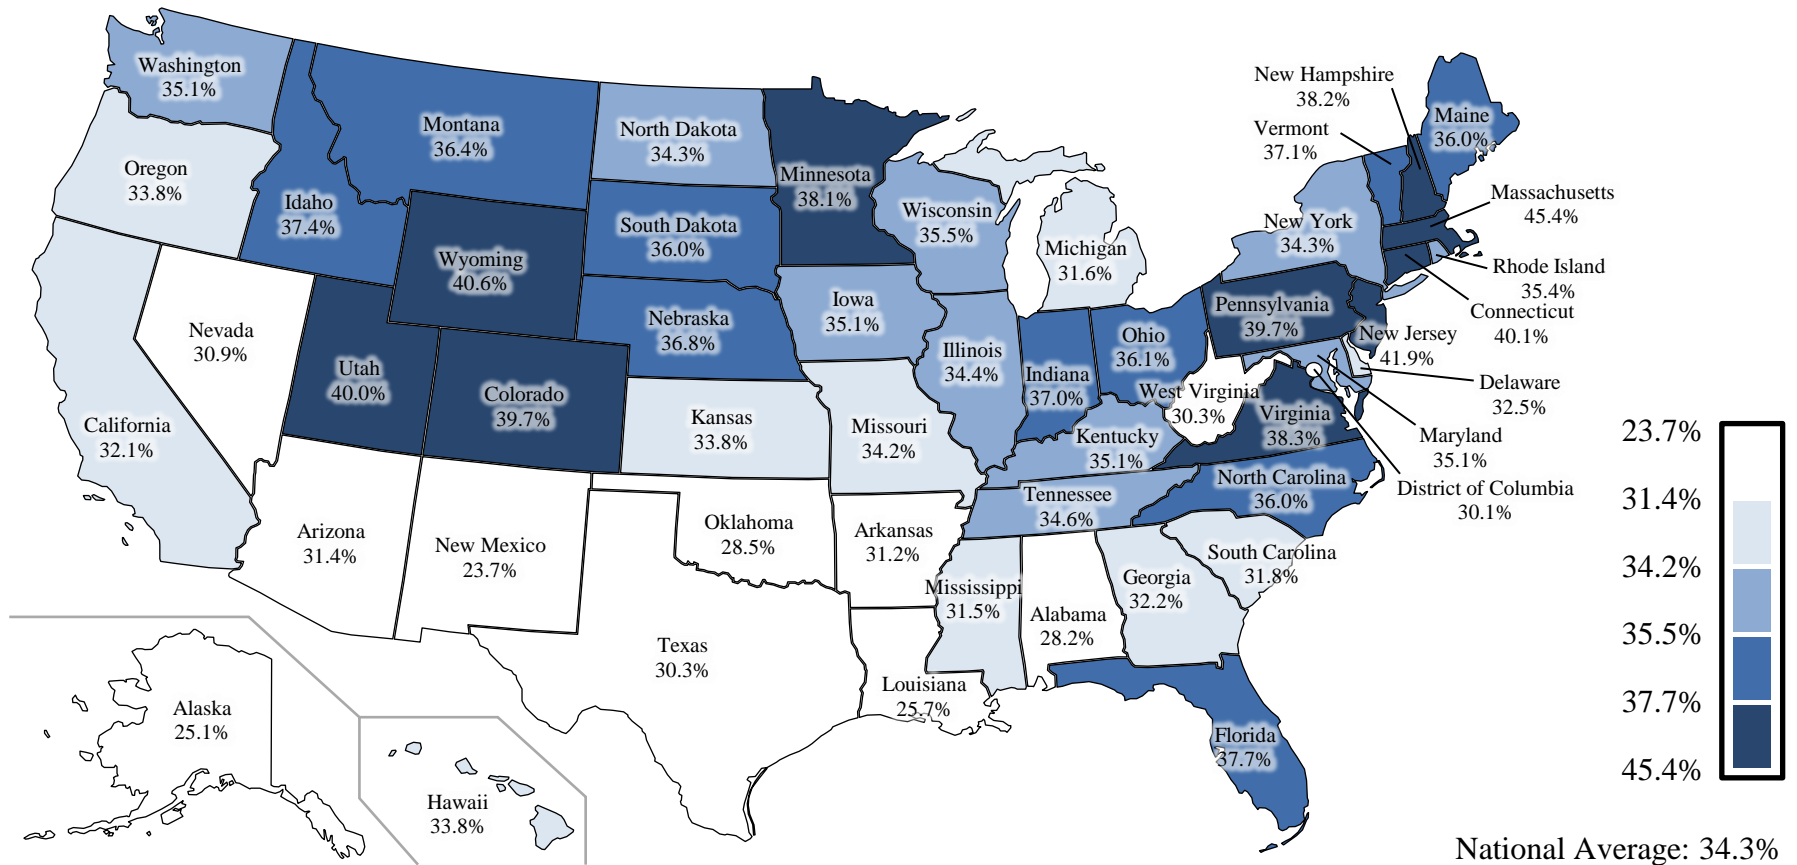 Washington
35.1%
Oregon
33.8%
California
32.1%
Idaho
37.4%
Nevada
30.9%
Montana
36.4%
Wyoming
40.6%
Utah
40.0%
Colorado
39.7%
Arizona
31.4%
New Mexico
23.7%
North Dakota
34.3%
South Dakota
36.0%
Nebraska
36.8%
Kansas
33.8%
Oklahoma
28.5%
Texas
30.3%
Minnesota
38.1%
Iowa
35.1%
Missouri
34.2%
Arkansas
31.2%
Louisiana
25.7%
Wisconsin
35.5%
Illinois
34.4%
Michigan
31.6%
Indiana
37.0%
Ohio
36.1%
Kentucky
35.1%
Tennessee
34.6%
Mississippi
31.5%
Alabama
28.2%
Georgia
32.2%
Florida
37.7%
South Carolina
31.8%
North Carolina
36.0%
Virginia
38.3%
West Virginia
30.3%
Pennsylvania
39.7%
New York
34.3%
New Hampshire
38.2%
Vermont
37.1%
Maine
36.0%
Massachusetts
45.4%
Rhode Island
35.4%
Connecticut
40.1%
New Jersey
41.9%
Delaware
32.5%
Maryland
35.1%
District of Columbia
30.1%
Alaska
25.1%
Hawaii
33.8%
23.7%
31.4%
34.2%
35.5%
37.7%
45.4%
National Average: 34.3%